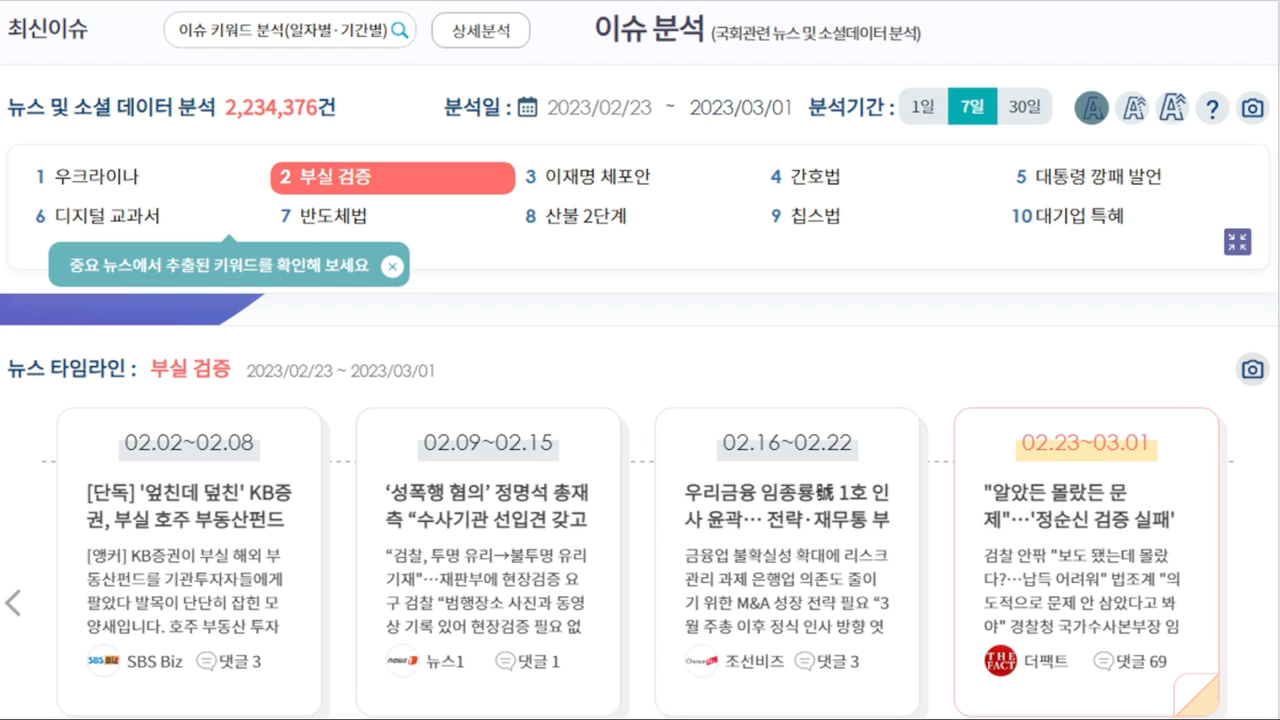 최신이슈
이슈 키워드 분석(일자별·기간별)
상세분석
이슈 분석 (국회관련 뉴스 및 소셜데이터 분석)
뉴스 및 소셜 데이터 분석 2,234,376건
분석일 : 2023/02/23 ~ 2023/03/01
분석기간 : 1일 7일 30일
A A A ?
1 우크라이나
2 부실 검증
3 이재명 체포안
4 간호법
5 대통령 깡패 발언
6 디지털 교과서
7 반도체법
8 산불 2단계
9 칩스법
10 대기업 특혜
중요 뉴스에서 추출된 키워드를 확인해 보세요
뉴스 타임라인 : 부실 검증 2023/02/23 ~ 2023/03/01
02.02~02.08
[단독] '엎친데 덮친' KB증
권, 부실 호주 부동산펀드
[앵커] KB증권이 부실 해외 부
동산펀드를 기관투자자들에게
팔았다 발목이 단단히 잡힌 모
양새입니다. 호주 부동산 투자
SBS Biz SBS Biz 댓글 3
02.09~02.15
‘성폭행 혐의’ 정명석 총재
측 “수사기관 선입견 갖고
“검찰, 투명 유리→불투명 유리
기재”…재판부에 현장검증 요
구 검찰 “범행장소 사진과 동영
상 기록 있어 현장검증 필요 없
news1 뉴스1 댓글 1
02.16~02.22
우리금융 임종룡號 1호 인
사 윤곽… 전략·재무통 부
금융업 불확실성 확대에 리스크
관리 과제 은행업 의존도 줄이
기 위한 M&A 성장 전략 필요 “3
월 주총 이후 정식 인사 방향 엿
조선비즈 댓글 3
02.23~03.01
"알았든 몰랐든 문
제"…'정순신 검증 실패'
검찰 안팎 "보도 됐는데 몰랐
다?…납득 어려워" 법조계 "의
도적으로 문제 안 삼았다고 봐
야" 경찰청 국가수사본부장 임
THE FACT 더팩트 댓글 69